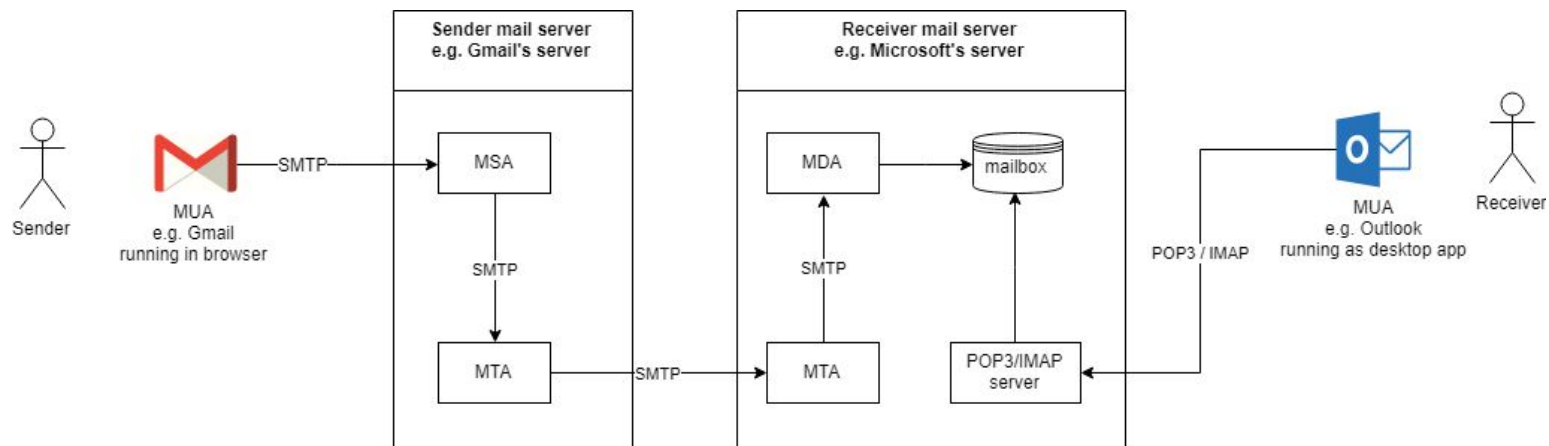 Sender mail server
e.g. Gmail's server
Receiver mail server
e.g. Microsoft's server
Sender
MUA
e.g. Gmail
running in browser
SMTP
MSA
SMTP
MTA
SMTP
MTA
SMTP
MDA
mailbox
POP3/IMAP
server
POP3 / IMAP
O
MUA
e.g. Outlook
running as desktop app
Receiver